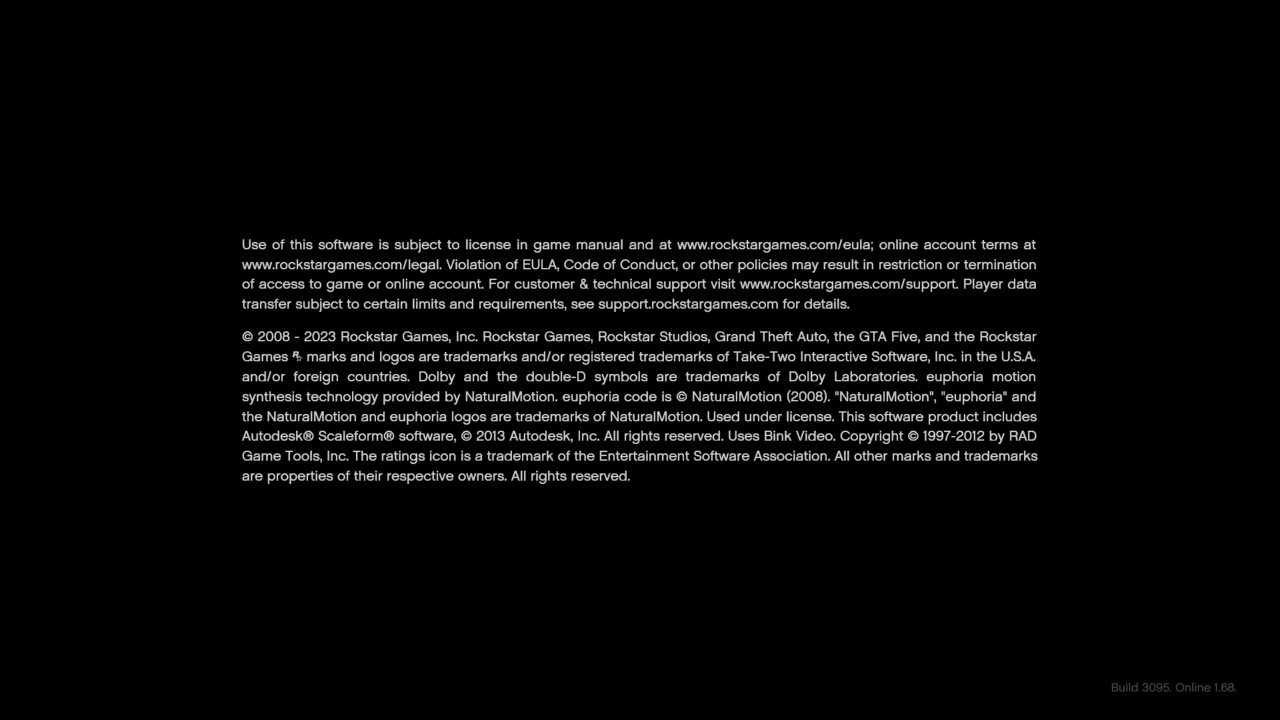 Use of this software is subject to license in game manual and at www.rockstargames.com/eula; online account terms at
www.rockstargames.com/legal. Violation of EULA, Code of Conduct, or other policies may result in restriction or termination
of access to game or online account. For customer & technical support visit www.rockstargames.com/support. Player data
transfer subject to certain limits and requirements, see support.rockstargames.com for details.
© 2008 - 2023 Rockstar Games, Inc. Rockstar Games, Rockstar Studios, Grand Theft Auto, the GTA Five, and the Rockstar
Games R* marks and logos are trademarks and/or registered trademarks of Take-Two Interactive Software, Inc. in the U.S.A.
and/or foreign countries. Dolby and the double-D symbols are trademarks of Dolby Laboratories. euphoria motion
synthesis technology provided by NaturalMotion. euphoria code is © NaturalMotion (2008). "NaturalMotion", "euphoria" and
the NaturalMotion and euphoria logos are trademarks of NaturalMotion. Used under license. This software product includes
Autodesk® Scaleform® software, © 2013 Autodesk, Inc. All rights reserved. Uses Bink Video. Copyright © 1997-2012 by RAD
Game Tools, Inc. The ratings icon is a trademark of the Entertainment Software Association. All other marks and trademarks
are properties of their respective owners. All rights reserved.
Build 3095. Online 1.68.